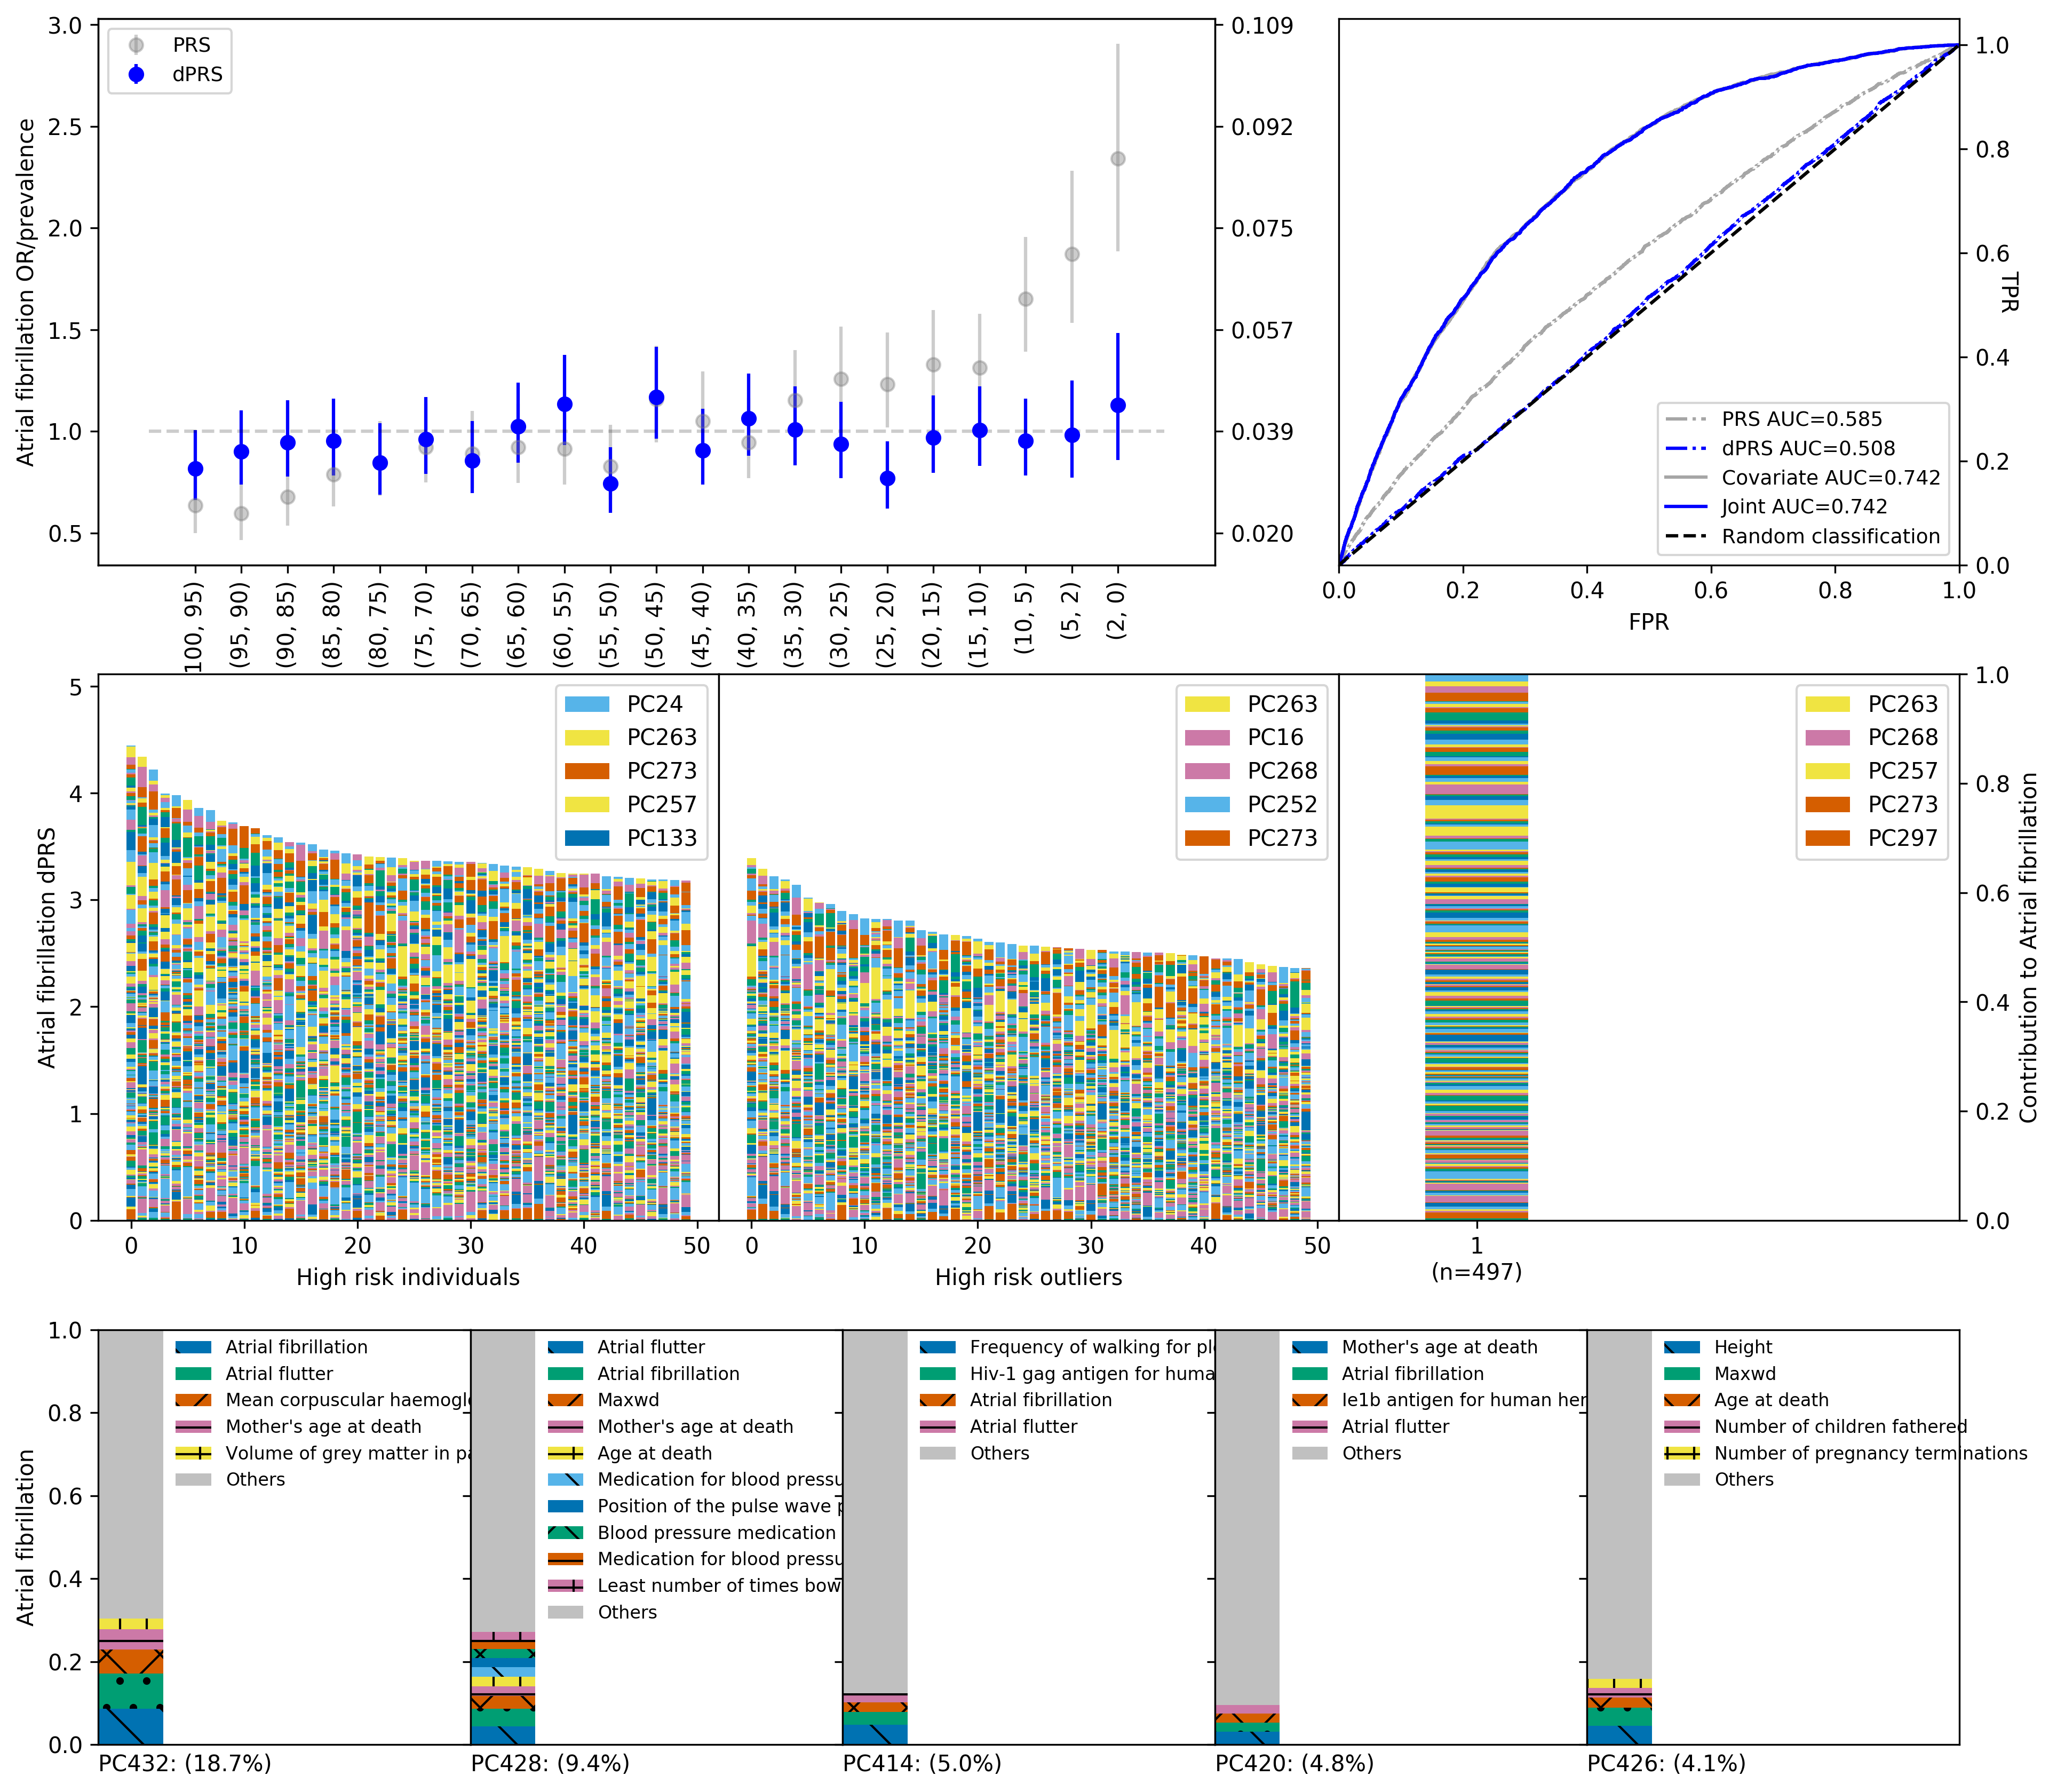 3.0
2.5
2.0
1.5
1.0
0.5
Atrial fibrillation OR/prevalence
PRS
dPRS
0.109
0.092
0.075
0.057
0.039
0.020
100, 95)
(95, 90)
(90, 85)
(85, 80)
(80, 75)
(75, 70)
(70, 65)
(65, 60)
(60, 55)
(55, 50)
(50, 45)
(45, 40)
(40, 35)
(35, 30)
(30, 25)
(25, 20)
(20, 15)
(15, 10)
(10, 5)
(5, 2)
(2, 0)
PRS AUC=0.585
dPRS AUC=0.508
Covariate AUC=0.742
Joint AUC=0.742
Random classification
1.0
0.8
0.6
0.4
0.2
0.0
TPR
0.0 0.2 0.4 0.6 0.8 1.0
FPR
5
4
3
2
1
0
Atrial fibrillation dPRS
PC24
PC263
PC273
PC257
PC133
0 10 20 30 40 50
High risk individuals
PC263
PC16
PC268
PC252
PC273
0 10 20 30 40 50
High risk outliers
PC263
PC268
PC257
PC273
PC297
1
(n=497)
1.0
0.8
0.6
0.4
0.2
0.0
Contribution to Atrial fibrillation
1.0
0.8
0.6
0.4
0.2
0.0
Atrial fibrillation
Atrial fibrillation
Atrial flutter
Mean corpuscular haemogl
Mother's age at death
Volume of grey matter in pa
Others
PC432: (18.7%)
Atrial flutter
Atrial fibrillation
Maxwd
Mother's age at death
Age at death
Medication for blood pressu
Position of the pulse wave p
Blood pressure medication
Medication for blood pressu
Least number of times bow
Others
PC428: (9.4%)
Frequency of walking for pl
Hiv-1 gag antigen for huma
Atrial fibrillation
Atrial flutter
Others
PC414: (5.0%)
Mother's age at death
Atrial fibrillation
Ie1b antigen for human her
Atrial flutter
Others
PC420: (4.8%)
Height
Maxwd
Age at death
Number of children fathered
Number of pregnancy terminations
Others
PC426: (4.1%)